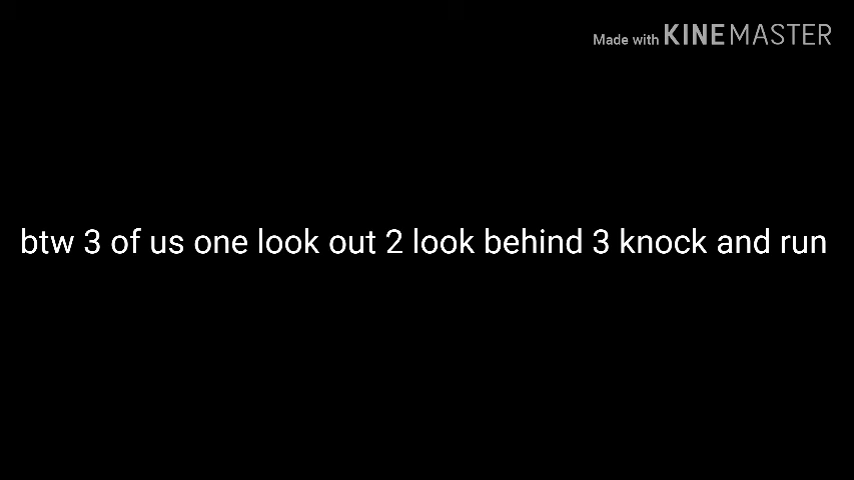 Made with KINEMASTER
btw 3 of us one look out 2 look behind 3 knock and run